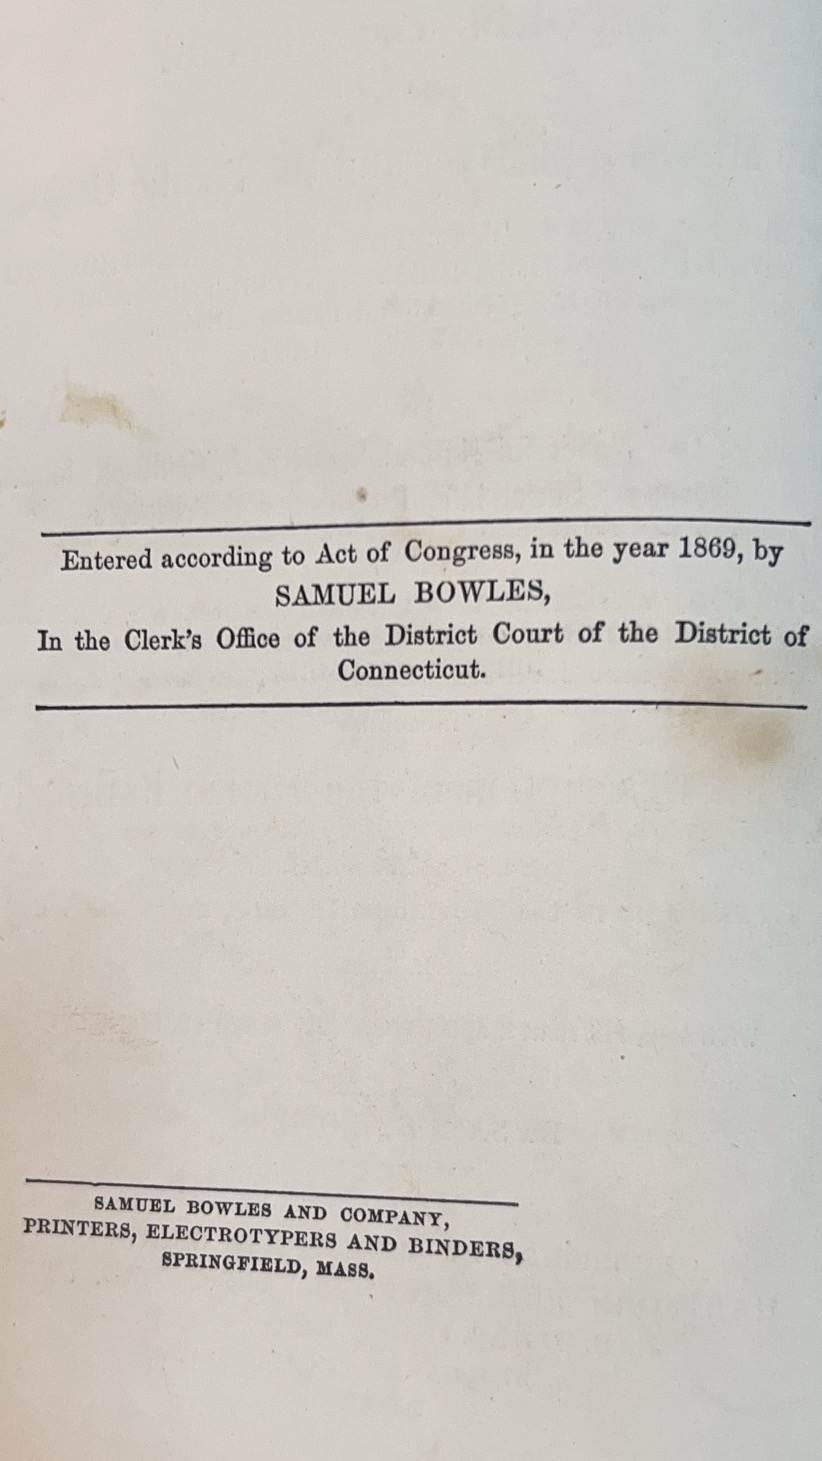 Entered according to Act of Congress, in the year 1869, by
SAMUEL BOWLES,
In the Clerk's Office of the District Court of the District of
Connecticut.
SAMUEL BOWLES AND COMPANY,
PRINTERS, ELECTROTYPERS AND BINDERS,
SPRINGFIELD, MASS.